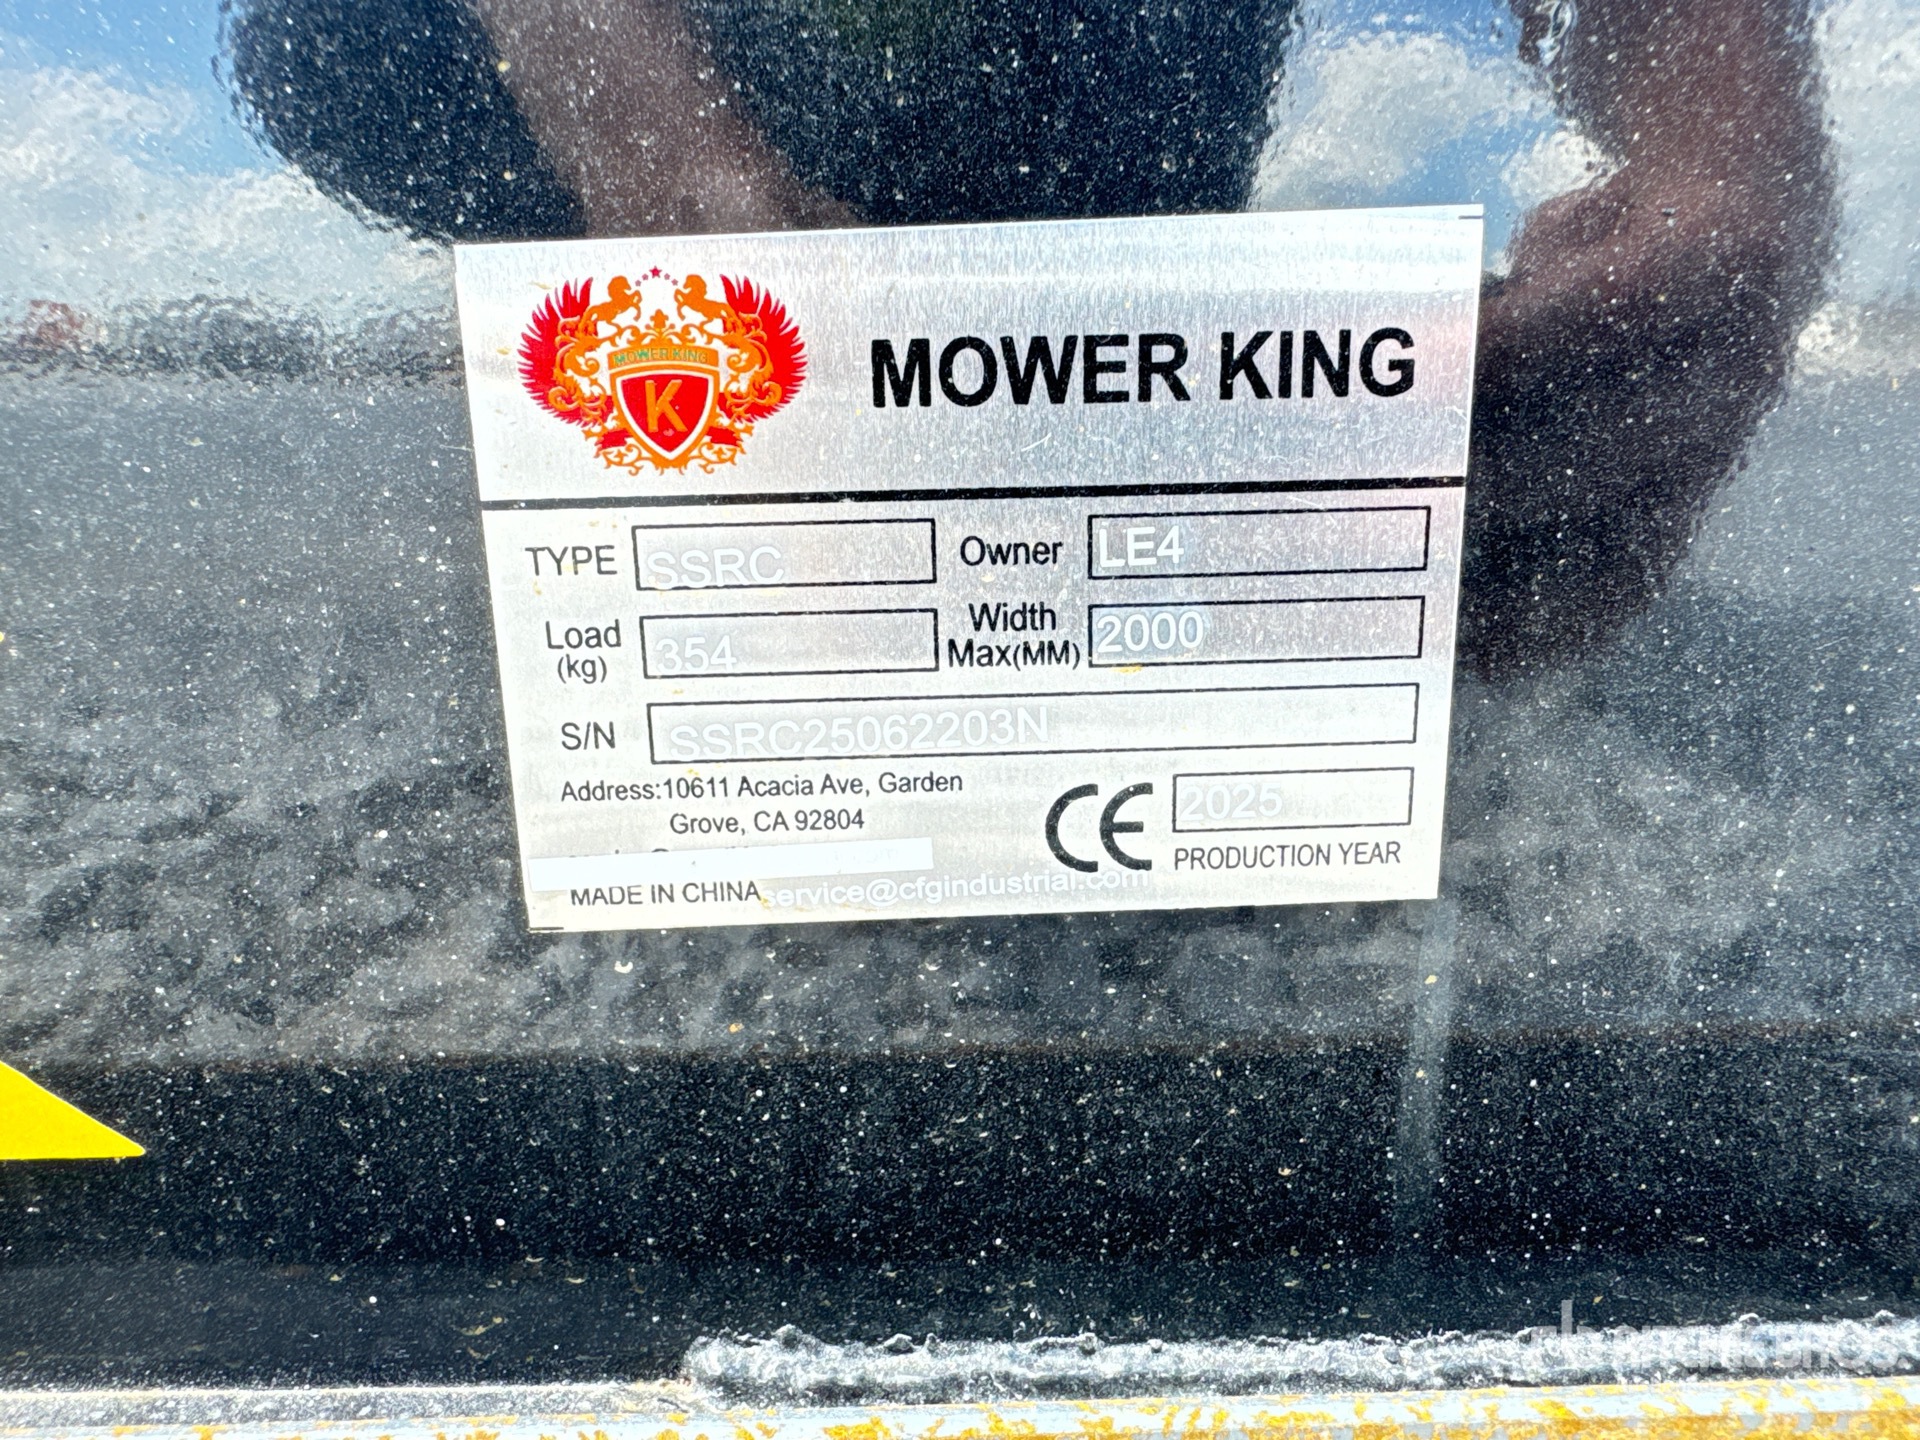 MOWER KING
K
MOWER KING
TYPE SSRC Owner LE4
Load (kg) 354 Width Max(MM) 2000
S/N SSRC25062203N
Address:10611 Acacia Ave, Garden
Grove, CA 92804
CE 2025
PRODUCTION YEAR
MADE IN CHINA service@cfgindustrial.com